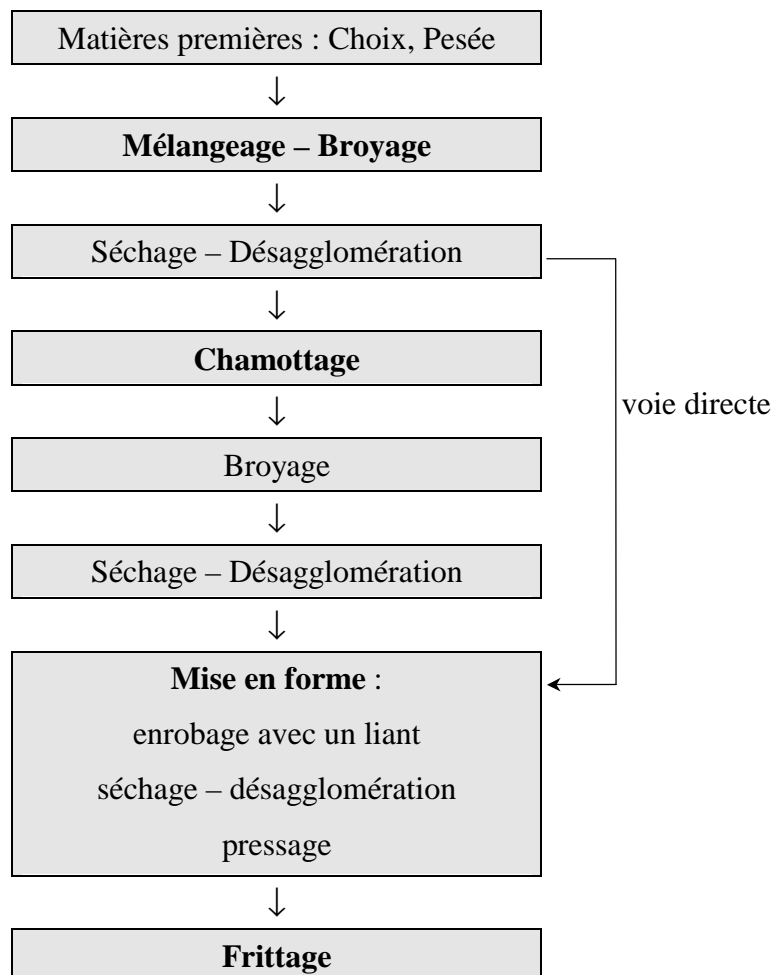 Matières premières : Choix, Pesée
↓
Mélangeage – Broyage
↓
Séchage – Désagglomération
↓
Chamottage
voie directe
↓
Broyage
↓
Séchage – Désagglomération
↓
Mise en forme :
enrobage avec un liant
séchage – désagglomération
pressage
↓
Frittage